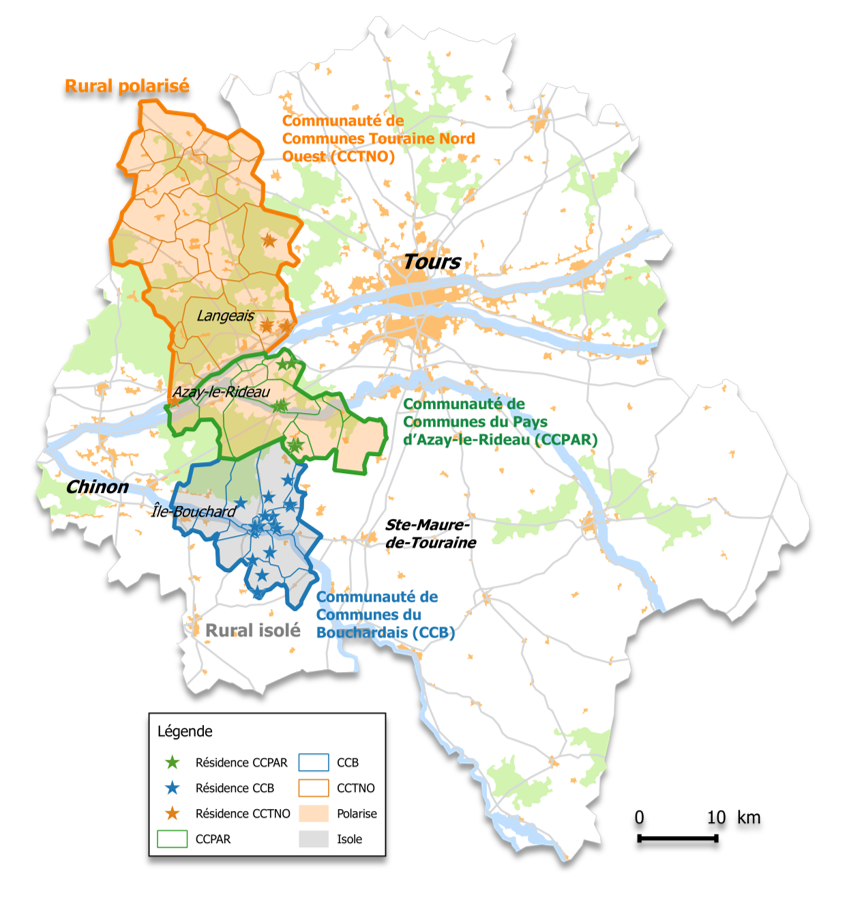 Rural polarisé
Communauté de
Communes Touraine Nord
Ouest (CCTNO)
Tours
Langeais
Azay-le-Rideau
Communauté de
Communes du Pays
d'Azay-le-Rideau (CCPAR)
Chinon
Île-Bouchard
Ste-Maure-
de-Touraine
Communauté de
Communes du
Bouchardais (CCB)
Rural isolé
Légende
Résidence CCPAR
Résidence CCB
Résidence CCTNO
CCPAR
CCB
CCTNO
Polarise
Isole
0 10 km